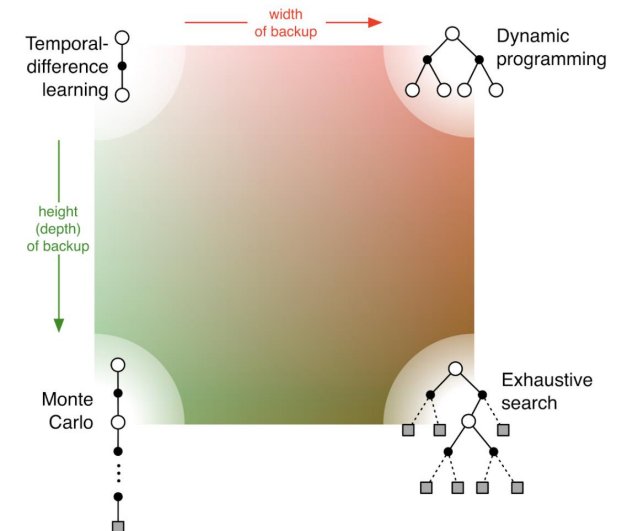 width
of backup
Temporal-
difference
learning
Dynamic
programming
height
(depth)
of backup
Monte
Carlo
Exhaustive
search